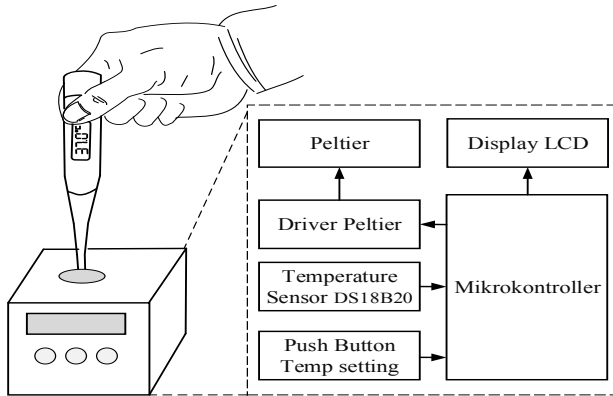 Peltier
Display LCD
Driver Peltier
Temperature
Sensor DS18B20
Mikrokontroller
Push Button
Temp setting